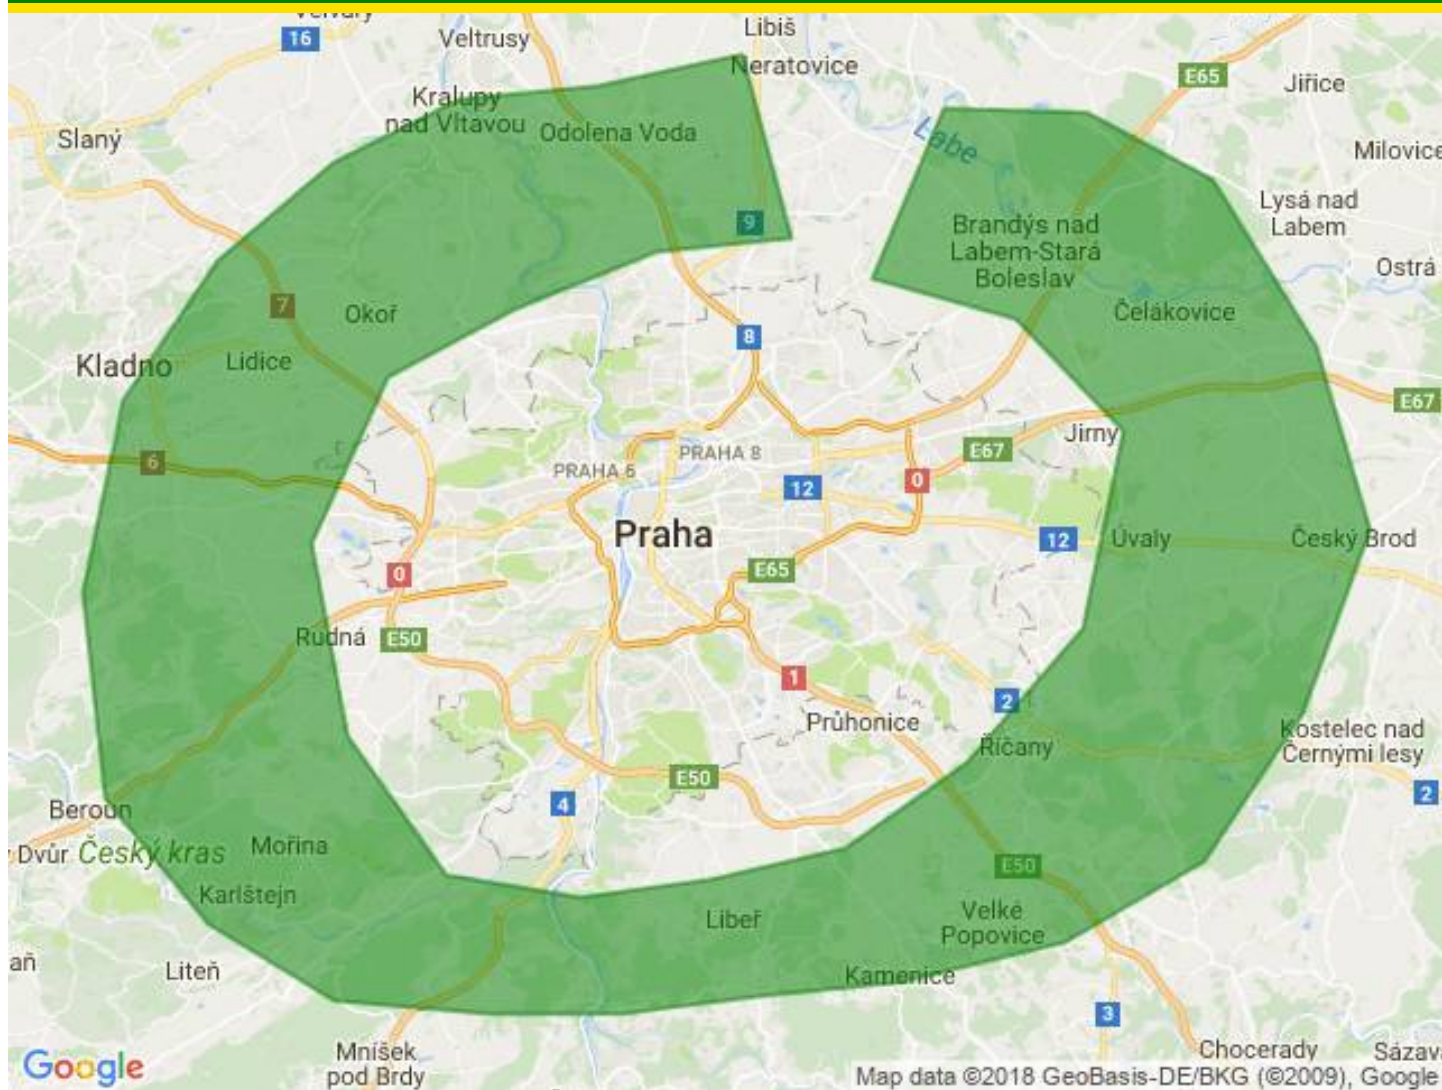 Velvary
16
Veltrusy
Libiš
Neratovice
E65
Jiřice
Kralupy
nad Vltavou
Odolena Voda
Slaný
Labe
Milovice
Lysá nad
Labem
9
Brandýs nad
Labem-Stará
Boleslav
Ostrá
7
Okoř
Čelákovice
8
Kladno
Lidice
E67
Jirny
E67
6
PRAHA 6
PRAHA 8
12
0
Praha
12
Úvaly
Český Brod
0
E65
Rudná
E50
1
2
Průhonice
Říčany
Kostelec nad
Černými lesy
E50
4
2
Beroun
Dvůr
Český kras
Mořina
E50
Karlštejn
Libeř
Velké
Popovice
aň
Liteň
Kamenice
3
Google
Mníšek
pod Brdy
Chocerady
Sázav
Map data ©2018 GeoBasis-DE/BKG (©2009), Google